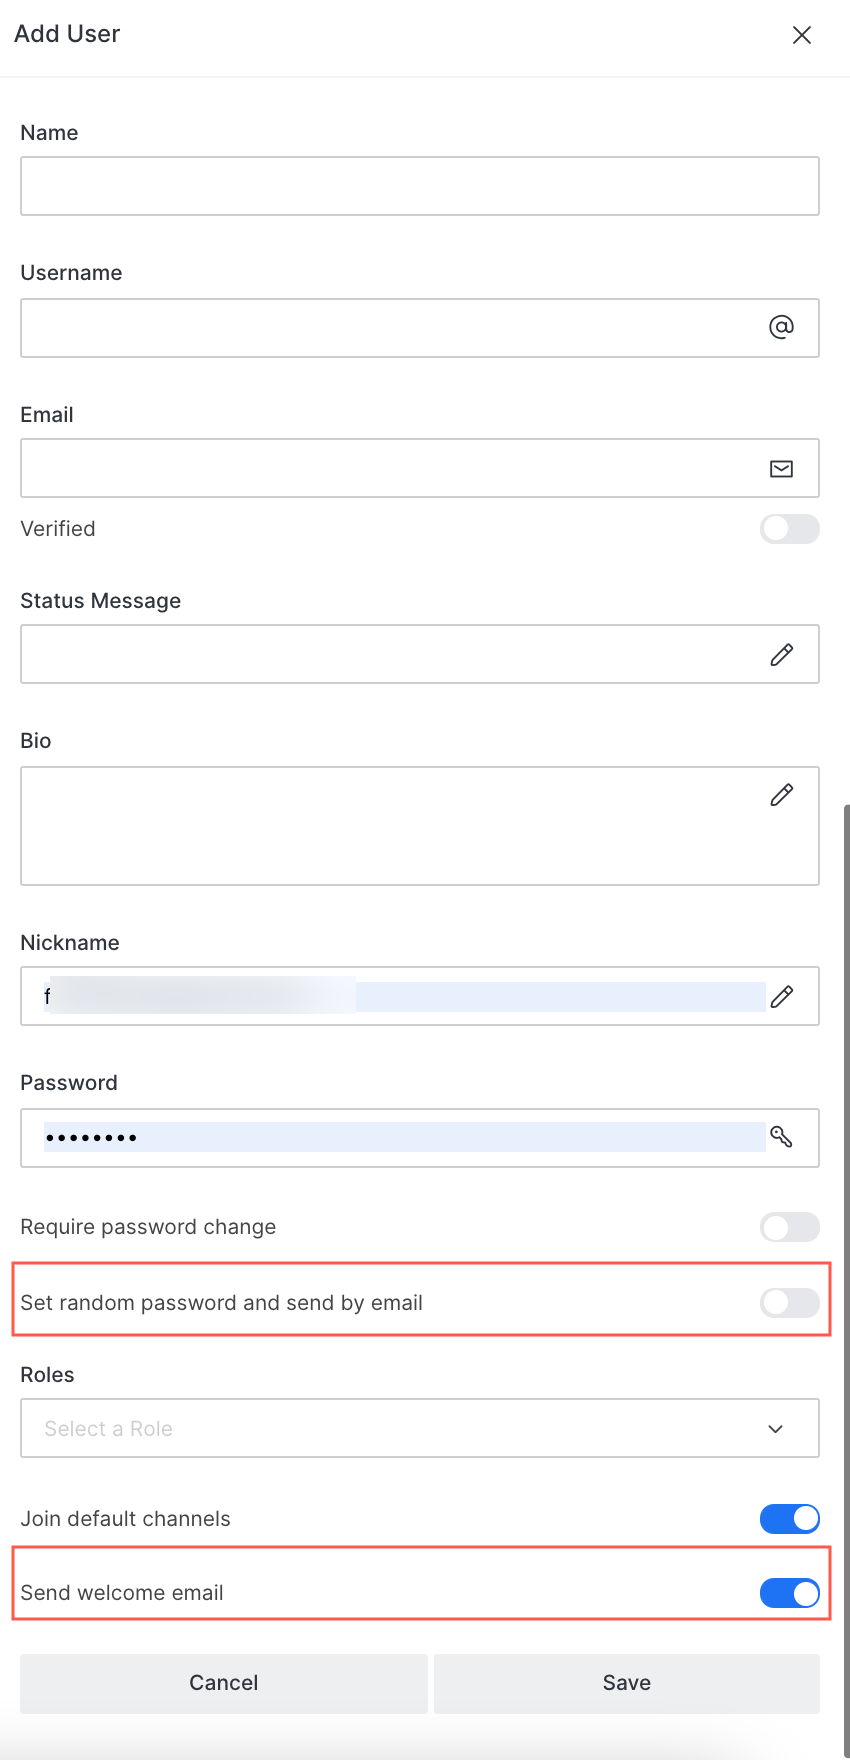 Add User
Name
Username
Email
Verified
Status Message
Bio
Nickname
f
Password
••••••••
Require password change
Set random password and send by email
Roles
Select a Role
Join default channels
Send welcome email
Cancel
Save